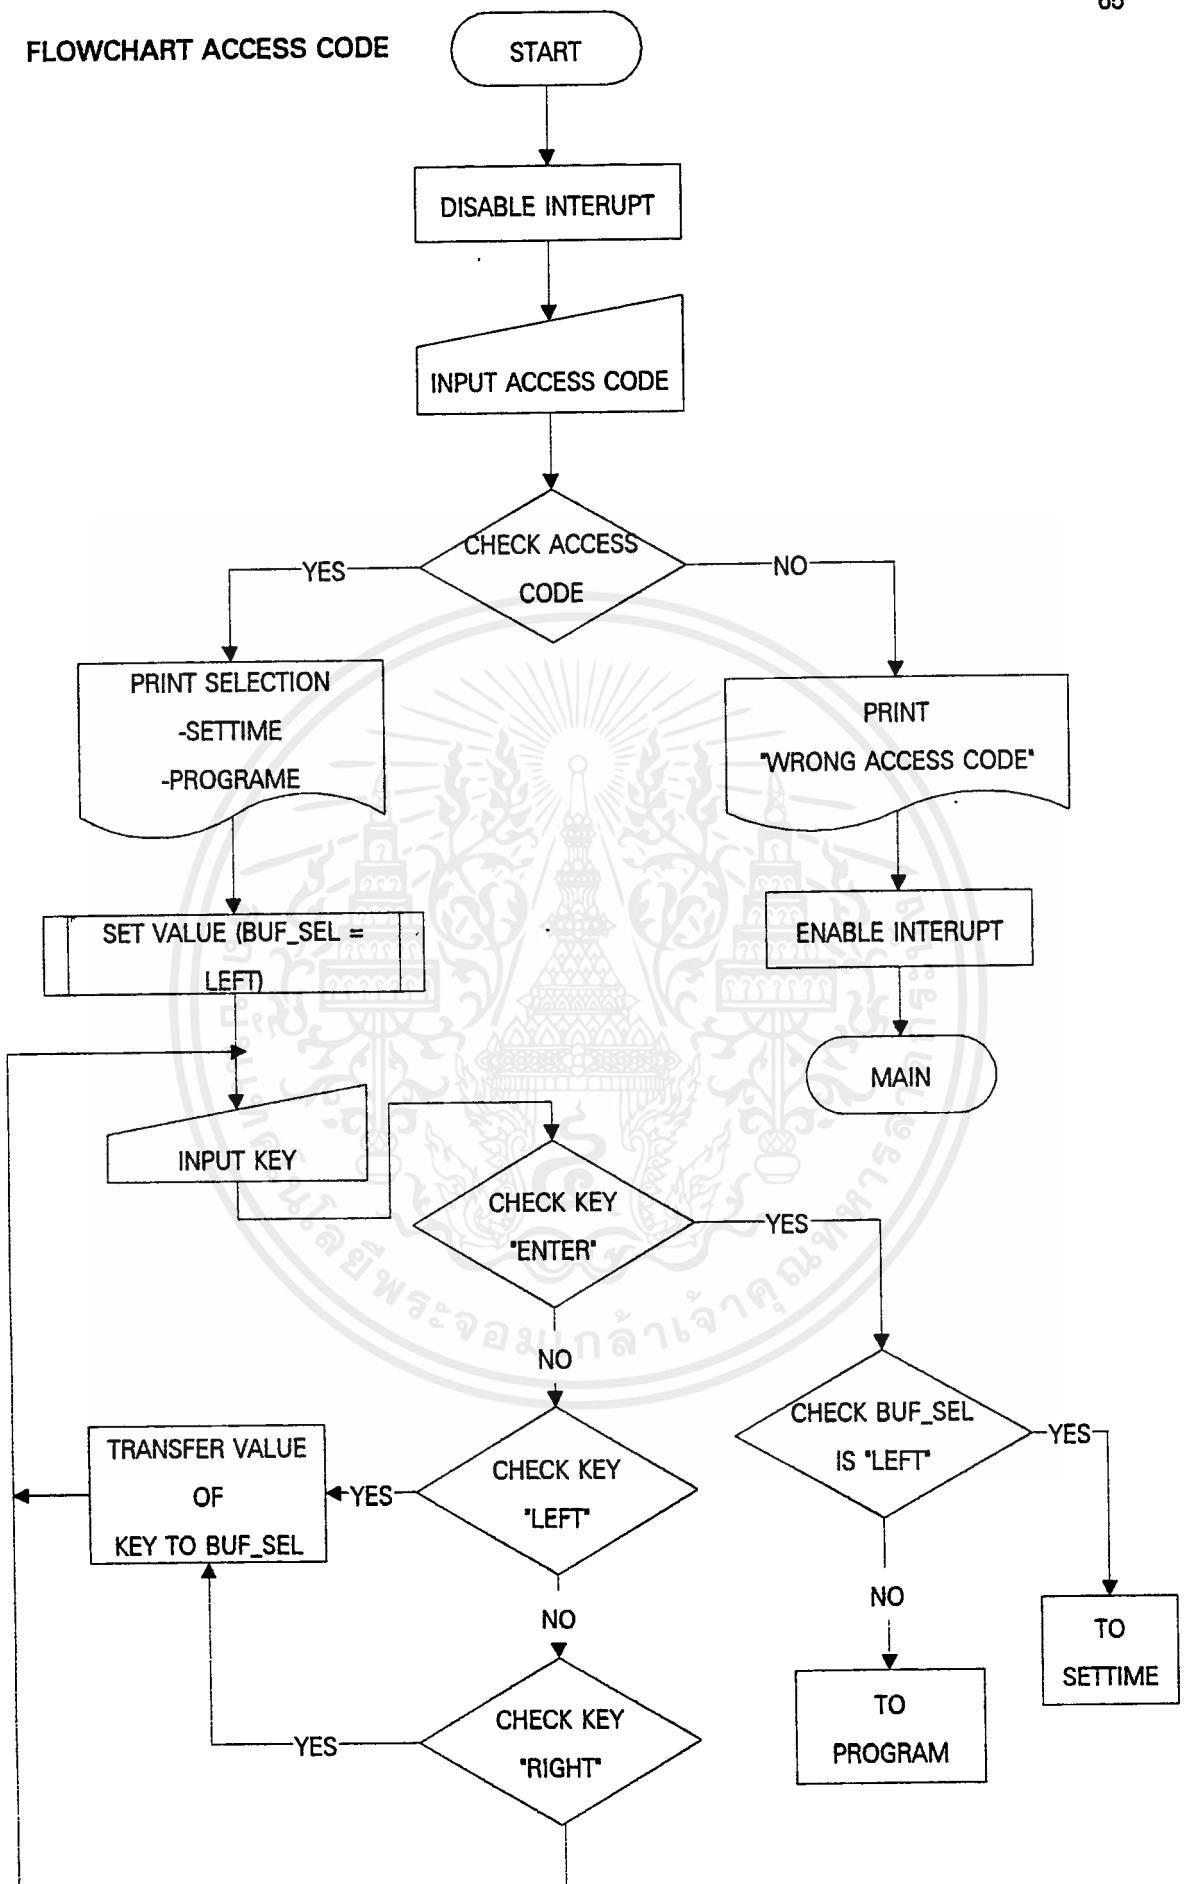 65
FLOWCHART ACCESS CODE
START
DISABLE INTERUPT
INPUT ACCESS CODE
CHECK ACCESS
CODE
YES
NO
PRINT SELECTION
-SETTIME
-PROGRAME
PRINT
"WRONG ACCESS CODE"
SET VALUE (BUF_SEL =
LEFT)
ENABLE INTERUPT
MAIN
INPUT KEY
CHECK KEY
"ENTER"
YES
NO
CHECK BUF_SEL
IS "LEFT"
YES
TRANSFER VALUE
OF
KEY TO BUF_SEL
YES
CHECK KEY
"LEFT"
NO
NO
TO
SETTIME
CHECK KEY
"RIGHT"
YES
TO
PROGRAM